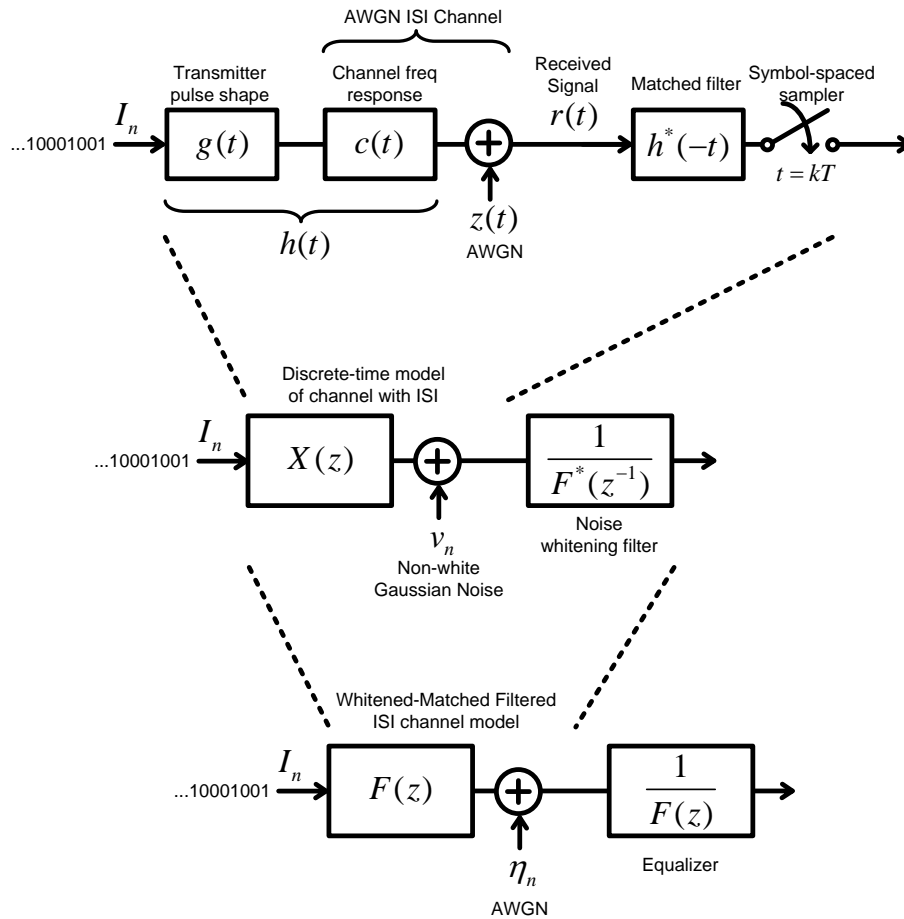 AWGN ISI Channel
Transmitter
pulse shape
Channel freq
response
Received
Signal
Matched filter
Symbol-spaced
sampler
...10001001
I_n
g(t)
c(t)
+
r(t)
h^*(-t)
t = kT
h(t)
z(t)
AWGN
Discrete-time model
of channel with ISI
...10001001
I_n
X(z)
+
1
F^*(z^{-1})
v_n
Non-white
Gaussian Noise
Noise
whitening filter
Whitened-Matched Filtered
ISI channel model
...10001001
I_n
F(z)
+
1
F(z)
η_n
AWGN
Equalizer